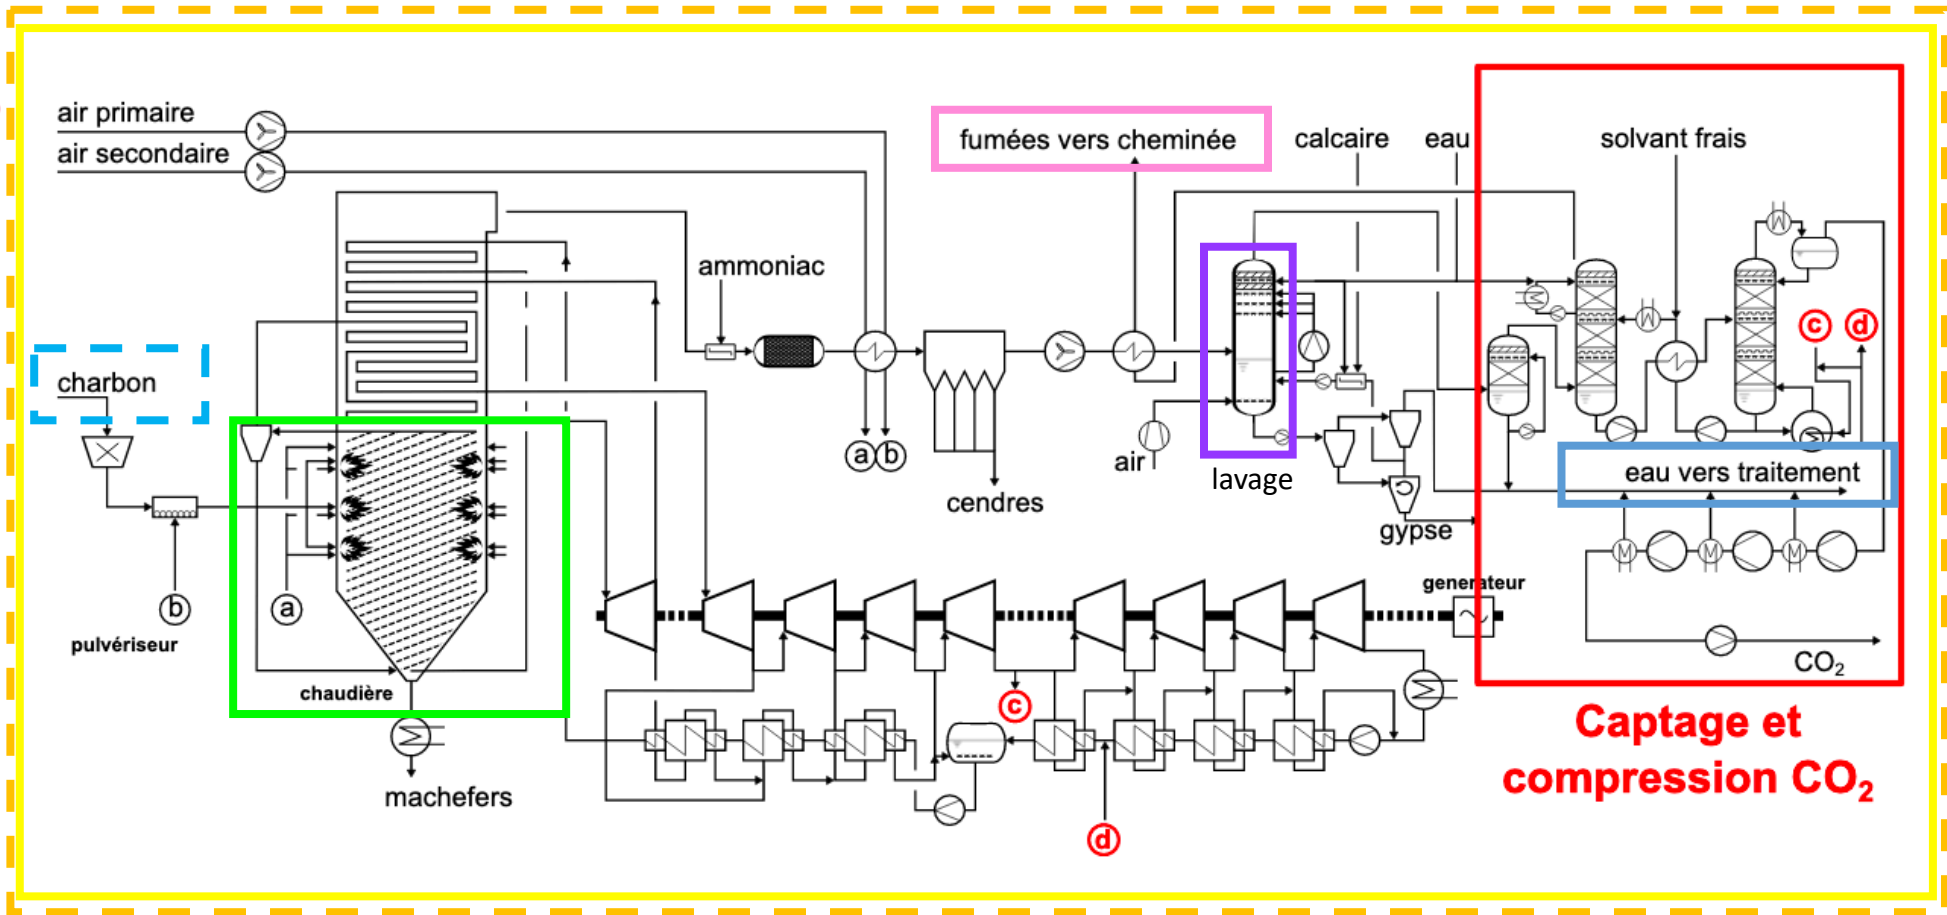 air primaire
air secondaire
fumées vers cheminée
calcaire
eau
solvant frais
ammoniac
charbon
c
d
a
b
air
lavage
eau vers traitement
cendres
gypse
generateur
b
a
pulvériseur
chaudière
CO₂
c
Captage et
compression CO₂
machefers
d